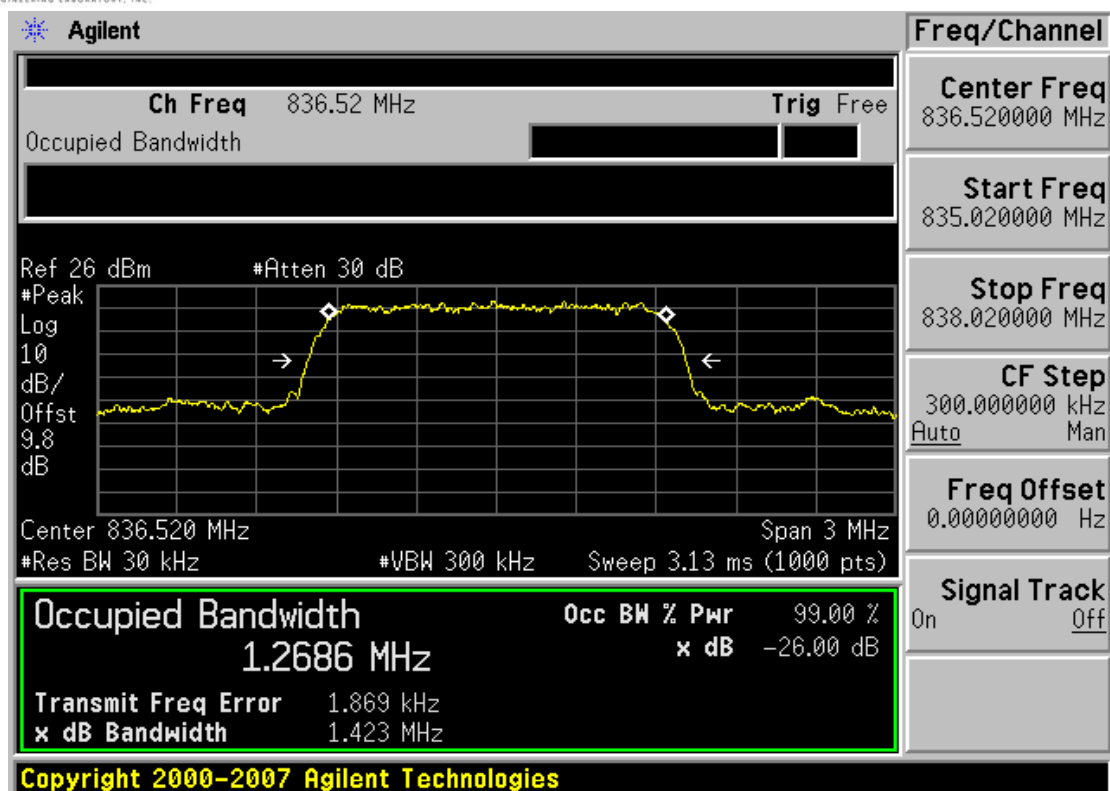 Agilent
Freq/Channel
Ch Freq 836.52 MHz Trig Free
Occupied Bandwidth
Center Freq
836.520000 MHz
Start Freq
835.020000 MHz
Stop Freq
838.020000 MHz
CF Step
300.000000 kHz
Auto Man
Freq Offset
0.00000000 Hz
Signal Track
On Off
Ref 26 dBm #Atten 30 dB
#Peak
Log
10
dB/
Offst
9.8
dB
Center 836.520 MHz Span 3 MHz
#Res BW 30 kHz #VBW 300 kHz Sweep 3.13 ms (1000 pts)
Occupied Bandwidth Occ BW % Pwr 99.00 %
1.2686 MHz x dB -26.00 dB
Transmit Freq Error 1.869 kHz
x dB Bandwidth 1.423 MHz
Copyright 2000-2007 Agilent Technologies